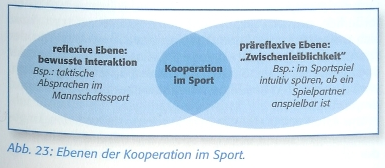 reflexive Ebene:
bewusste Interaktion
Bsp.: taktische
Absprachen im
Mannschaftssport
Kooperation
im Sport
präreflexive Ebene:
„Zwischenleiblichkeit"
Bsp.: im Sportspiel
intuitiv spüren, ob ein
Spielpartner
anspielbar ist
Abb. 23: Ebenen der Kooperation im Sport.